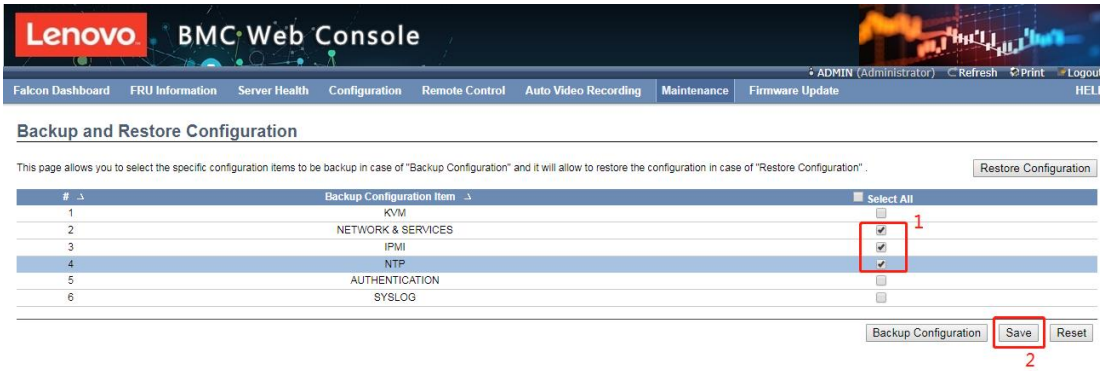 Lenovo. BMC Web Console
ADMIN (Administrator) Refresh Print Logout
Falcon Dashboard FRU Information Server Health Configuration Remote Control Auto Video Recording Maintenance Firmware Update HEL
Backup and Restore Configuration
This page allows you to select the specific configuration items to be backup in case of "Backup Configuration" and it will allow to restore the configuration in case of "Restore Configuration" .
Restore Configuration
# Backup Configuration Item Select All
1 KVM
2 NETWORK & SERVICES 1
3 IPMI
4 NTP
5 AUTHENTICATION
6 SYSLOG
Backup Configuration Save Reset
2